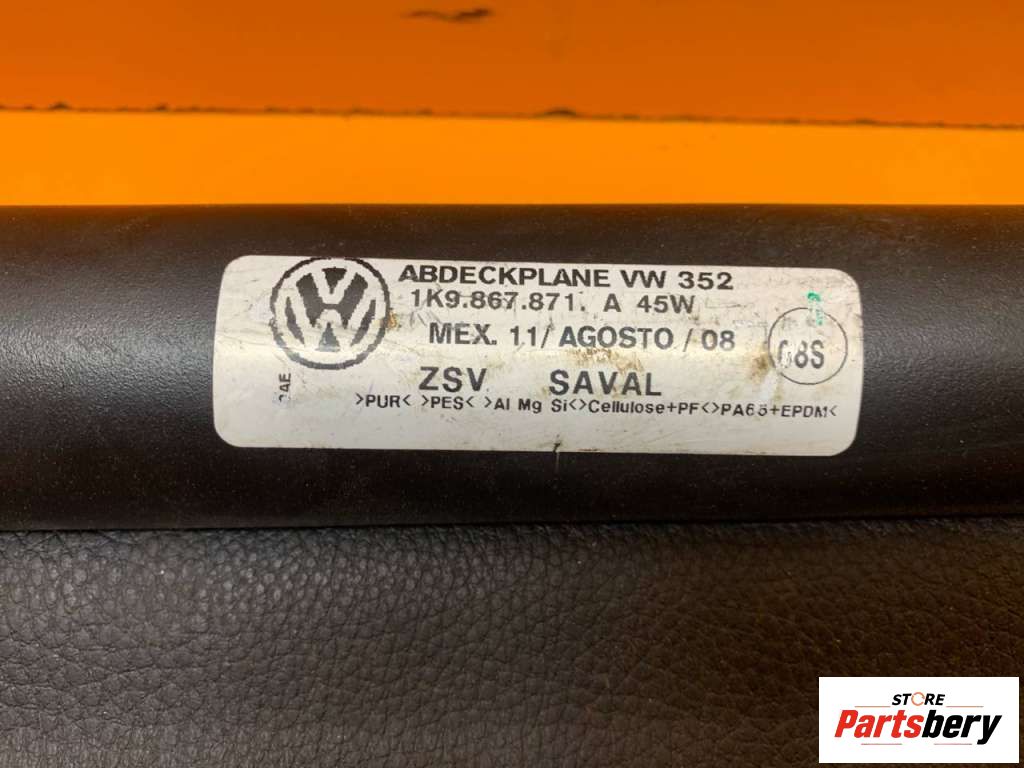 ABDECKPLANE VW 352
1K9.867.871. A 45W
MEX. 11/ AGOSTO / 08
ZSV SAVAL
>PUR< >PES< >Al Mg Si<>Cellulose+PF<>PA66+EPDM<
STORE
Partsbery